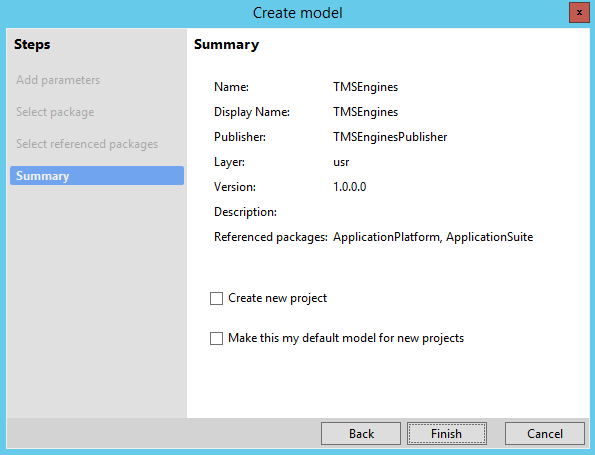 Create model
x
Steps
Add parameters
Select package
Select referenced packages
Summary
Summary
Name: TMSEngines
Display Name: TMSEngines
Publisher: TMSEnginesPublisher
Layer: usr
Version: 1.0.0.0
Description:
Referenced packages: ApplicationPlatform, ApplicationSuite
Create new project
Make this my default model for new projects
Back Finish Cancel